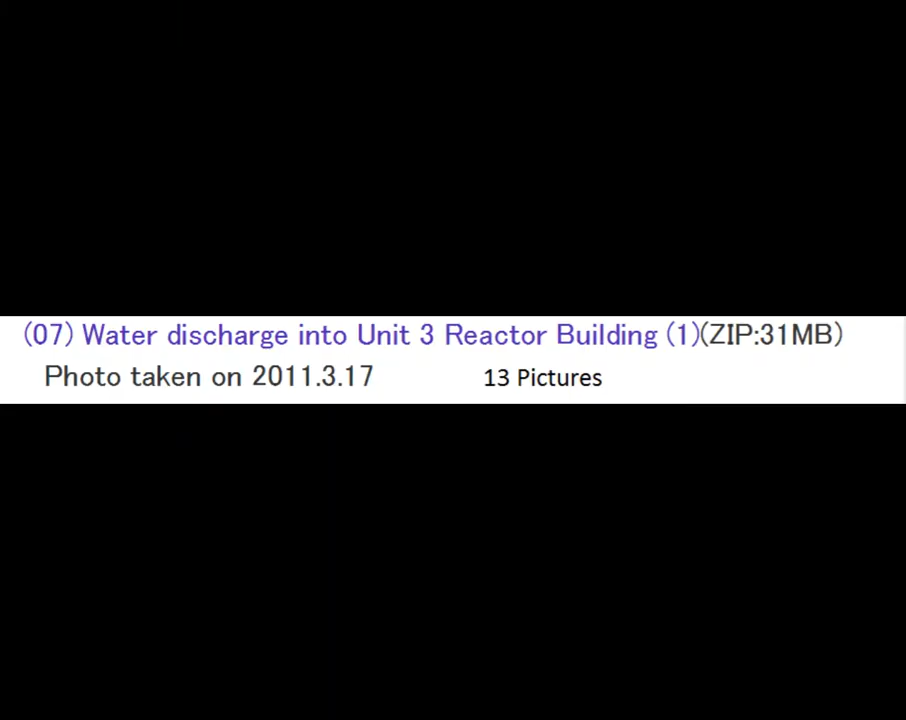 (07) Water discharge into Unit 3 Reactor Building (1)(ZIP:31MB)
Photo taken on 2011.3.17 13 Pictures